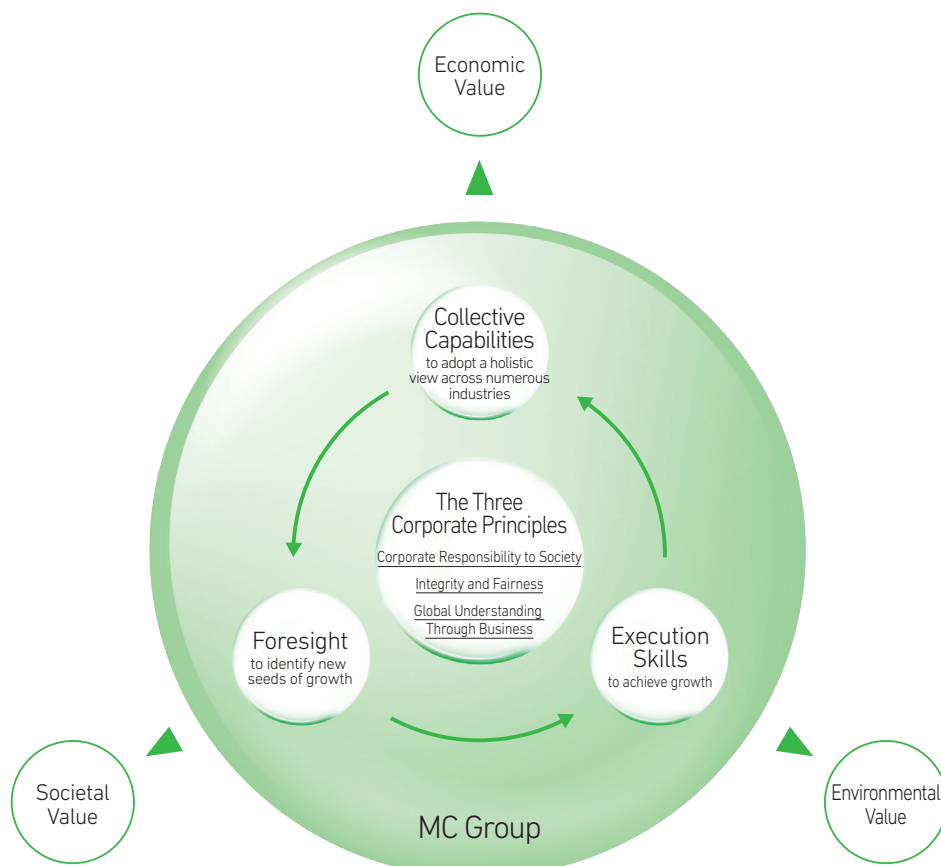 Economic
Value
Collective
Capabilities
to adopt a holistic
view across numerous
industries
The Three
Corporate Principles
Corporate Responsibility to Society
Integrity and Fairness
Global Understanding
Through Business
Foresight
to identify new
seeds of growth
Execution
Skills
to achieve growth
Societal
Value
Environmental
Value
MC Group